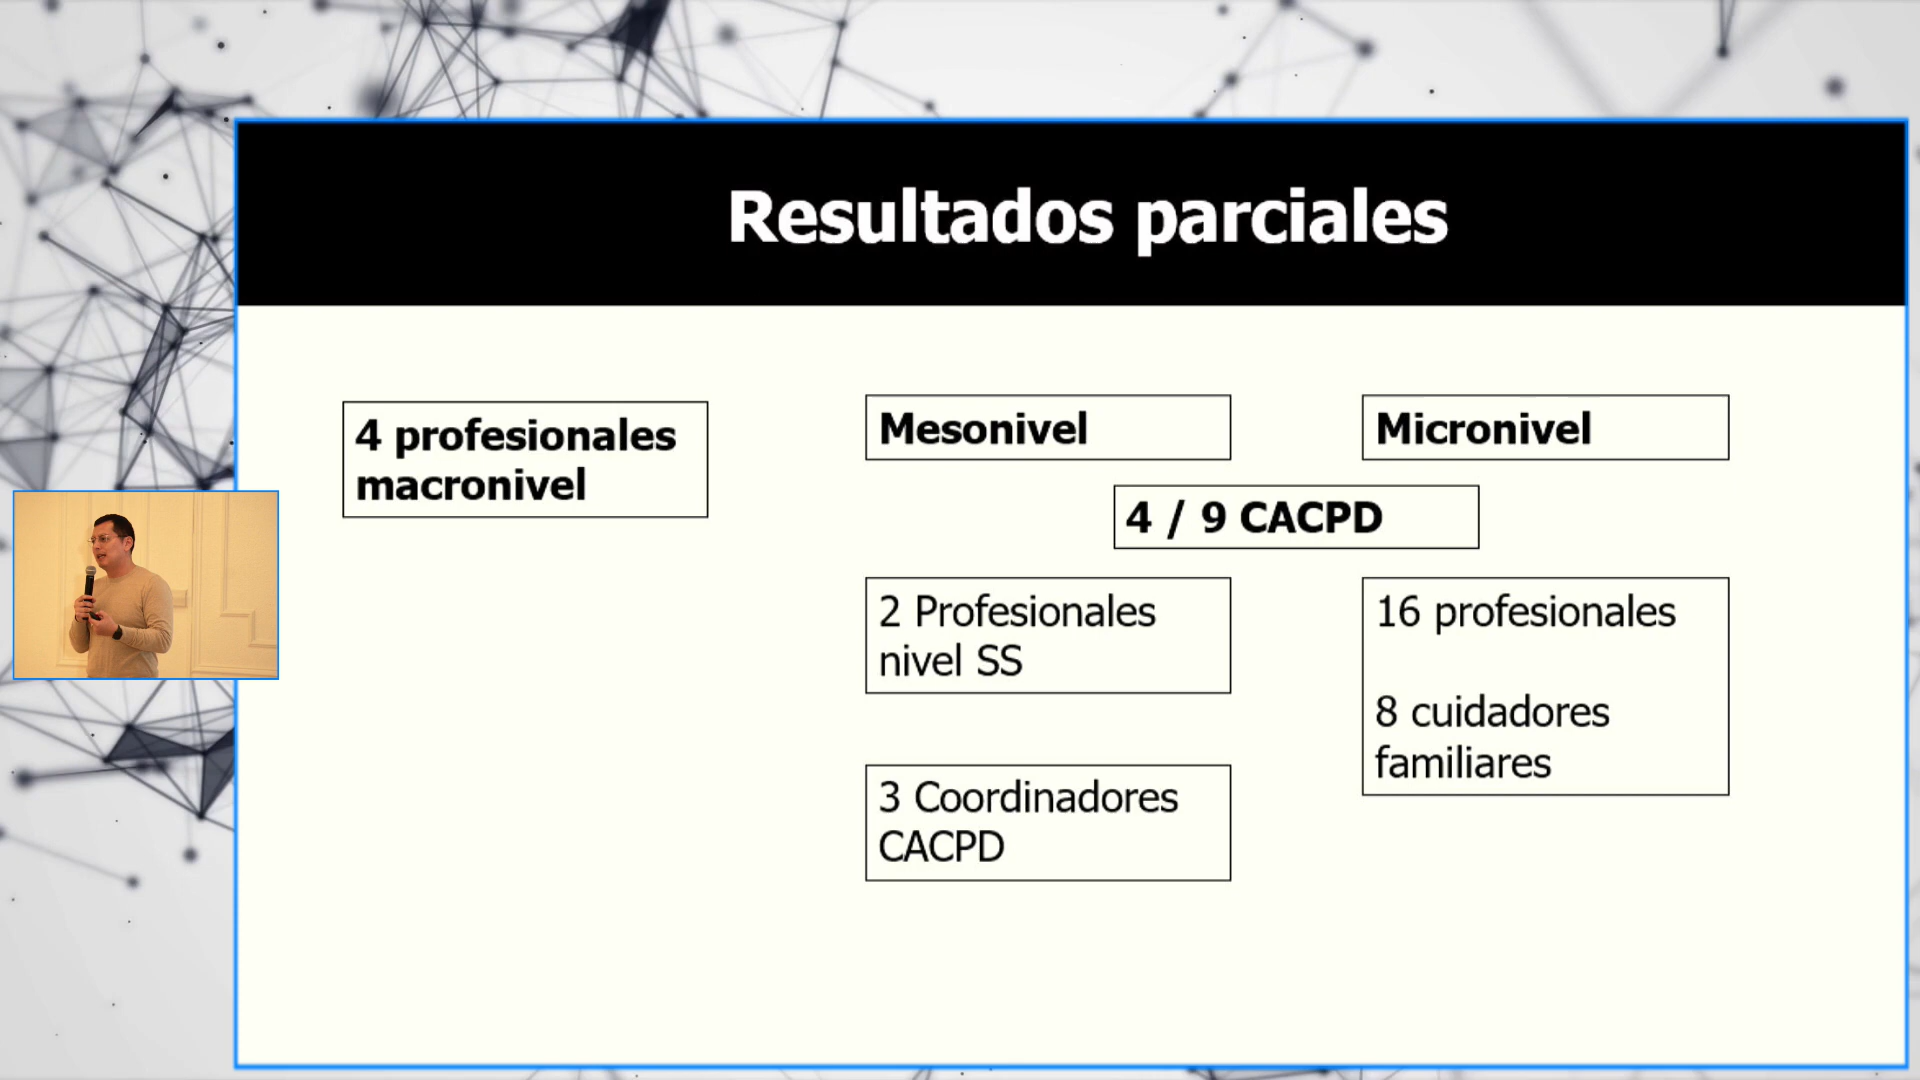 Resultados parciales
4 profesionales
macronivel
Mesonivel
Micronivel
4 / 9 CACPD
2 Profesionales
nivel SS
16 profesionales
8 cuidadores
familiares
3 Coordinadores
CACPD